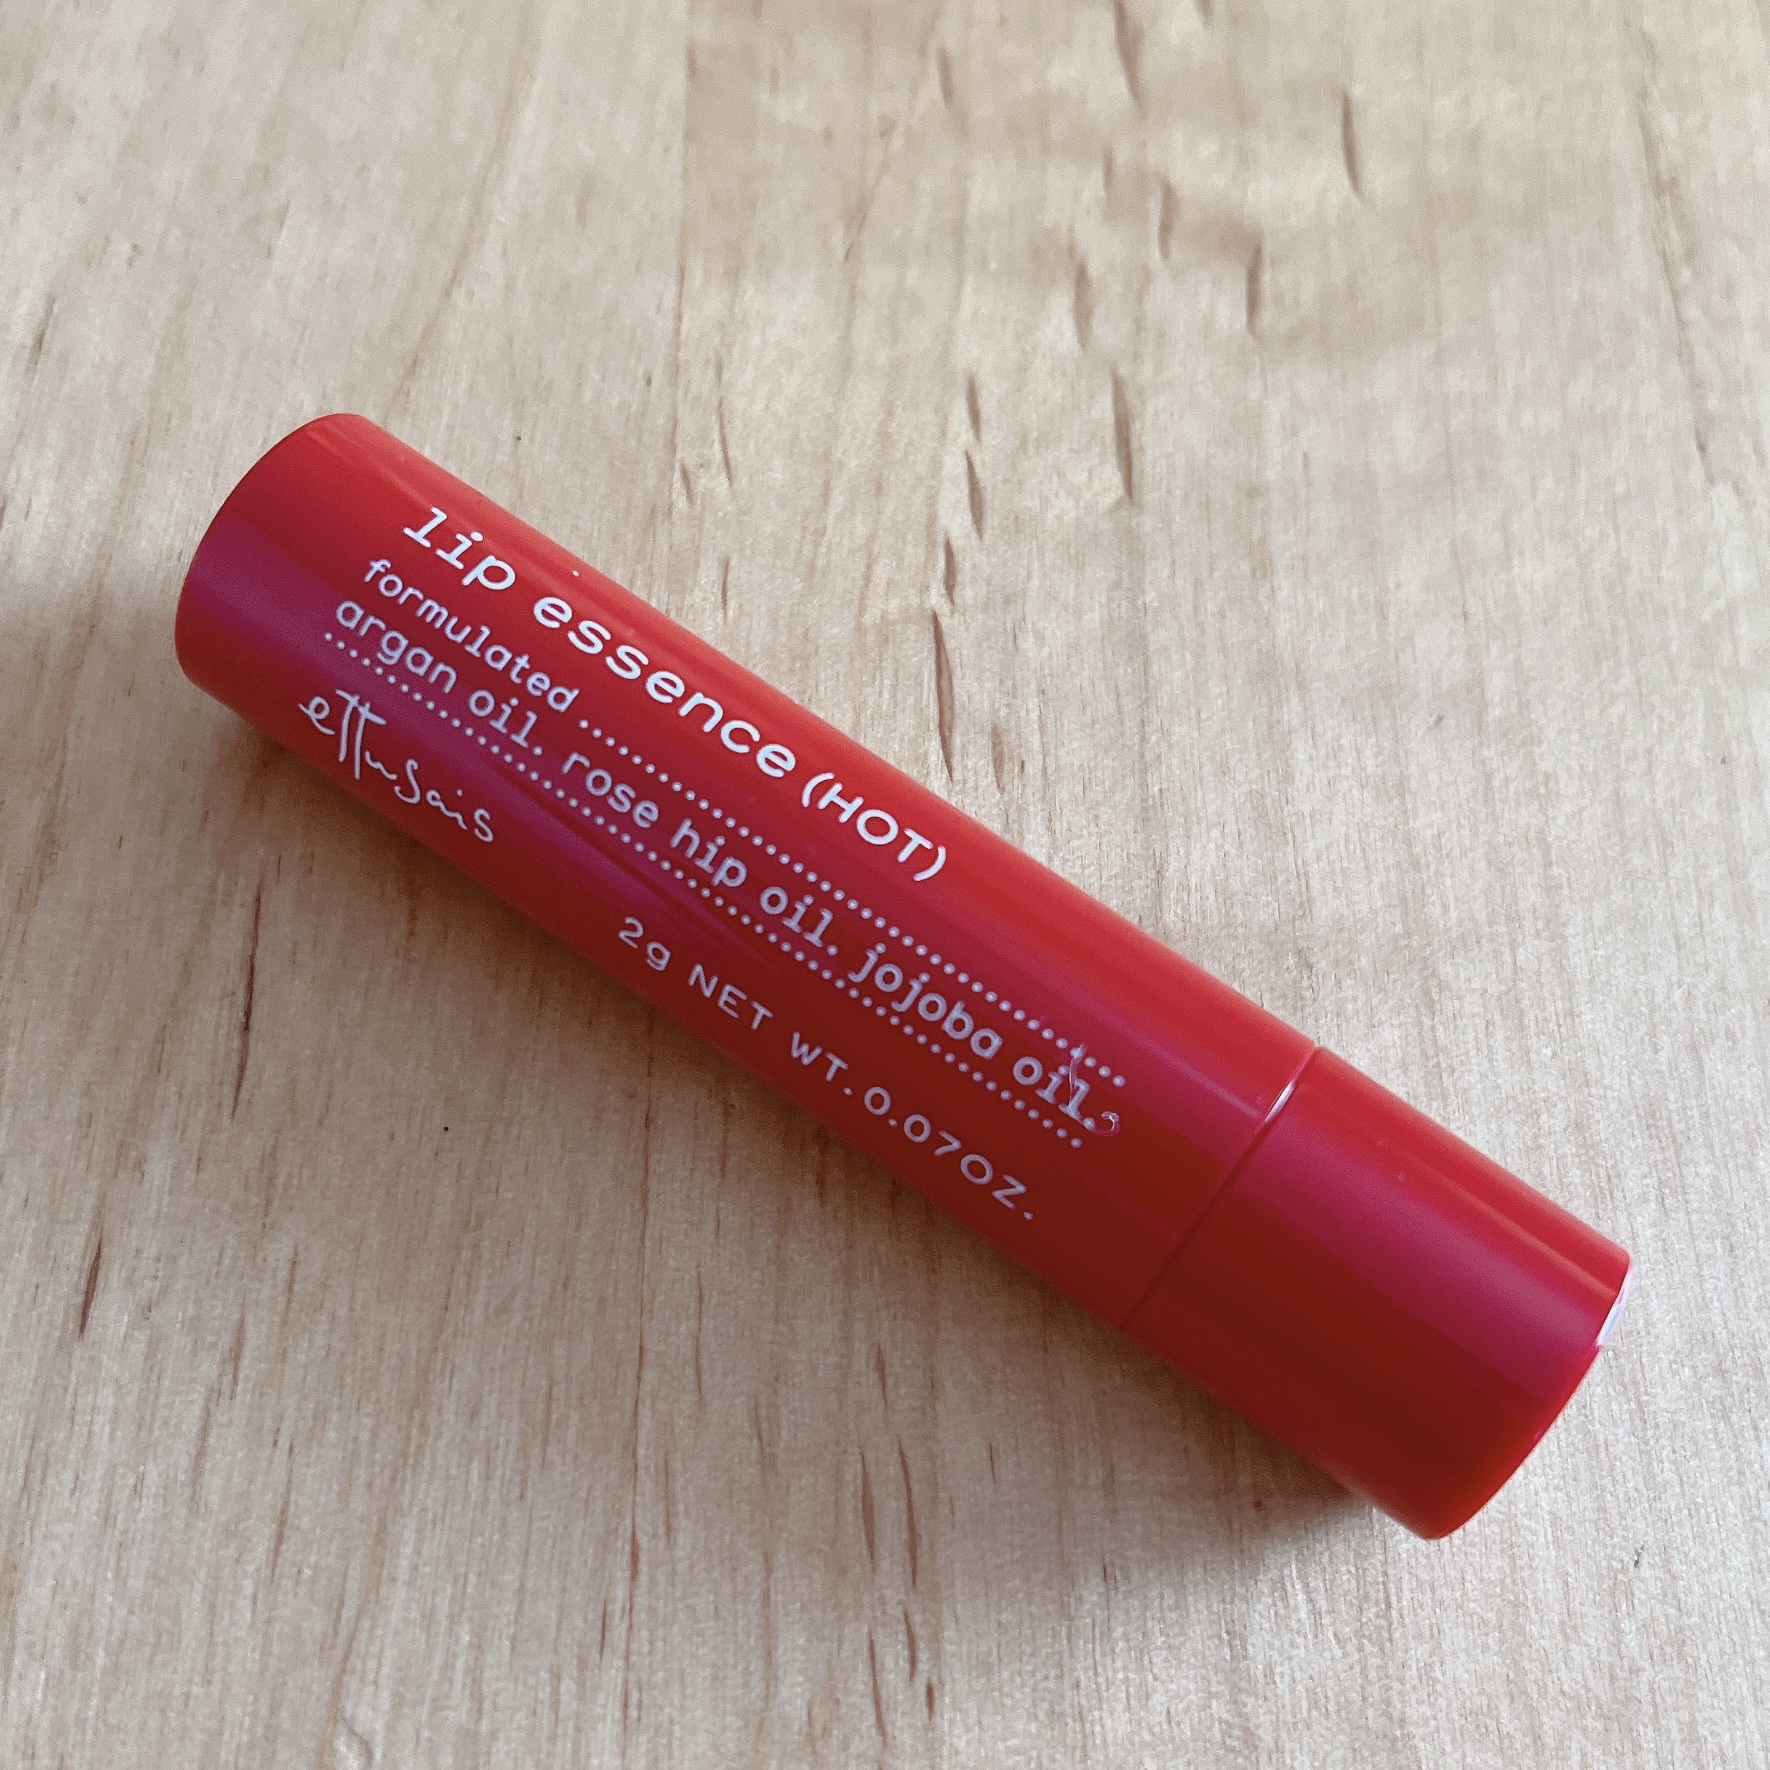 lip essence (HOT)
formulated
argan oil. rose hip oil. jojoba oil.
ettusais
2g NET WT. 0.07OZ.